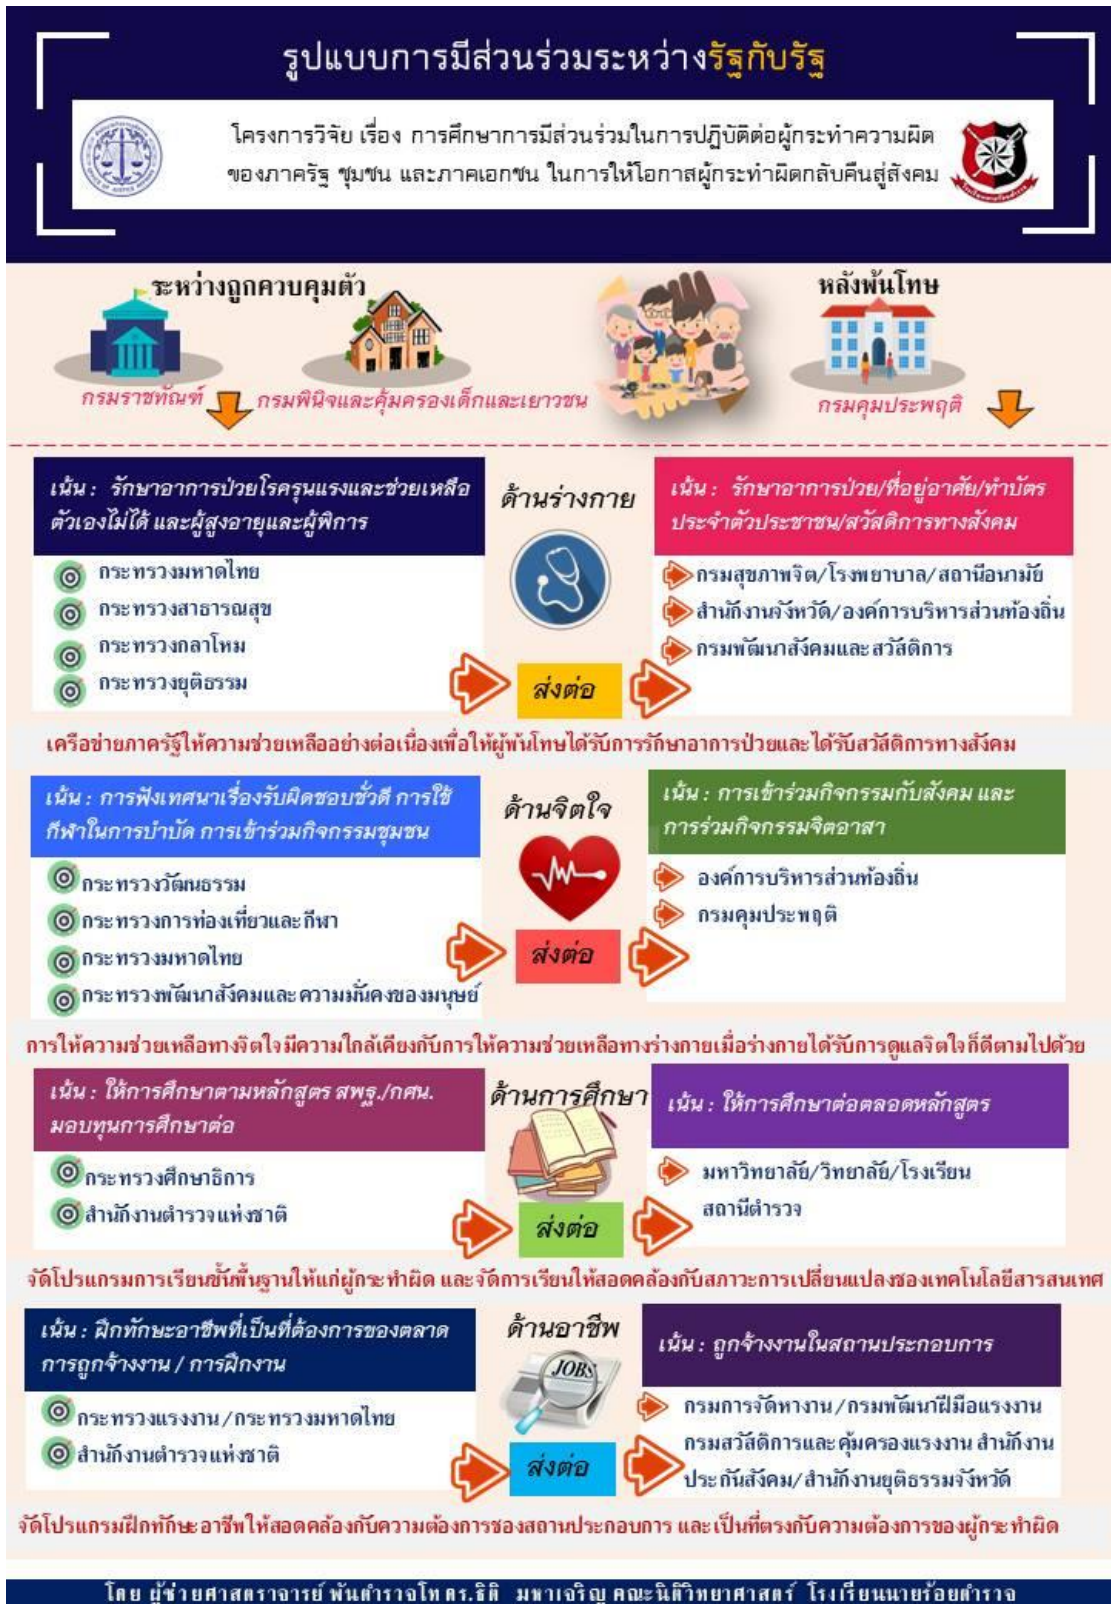 รูปแบบการมีส่วนร่วมระหว่างรัฐกับรัฐ
โครงการวิจัย เรื่อง การศึกษาการมีส่วนร่วมในการปฏิบัติต่อผู้กระทำความผิด
ของภาครัฐ ชุมชน และภาคเอกชน ในการให้โอกาสผู้กระทำผิดกลับคืนสู่สังคม
ระหว่างถูกควบคุมตัว
หลังพ้นโทษ
กรมราชทัณฑ์
กรมพินิจและคุ้มครองเด็กและเยาวชน
กรมคุมประพฤติ
เน้น : รักษาอาการป่วยโรครุนแรงและช่วยเหลือ
ตัวเองไม่ได้ และผู้สูงอายุและผู้พิการ
กระทรวงมหาดไทย
กระทรวงสาธารณสุข
กระทรวงกลาโหม
กระทรวงยุติธรรม
ด้านร่างกาย
ส่งต่อ
เน้น : รักษาอาการป่วย/ที่อยู่อาศัย/ทำบัตร
ประจำตัวประชาชน/สวัสดิการทางสังคม
กรมสุขภาพจิต/โรงพยาบาล/สถานีอนามัย
สำนักงานจังหวัด/องค์การบริหารส่วนท้องถิ่น
กรมพัฒนาสังคมและสวัสดิการ
เครือข่ายภาครัฐให้ความช่วยเหลืออย่างต่อเนื่องเพื่อให้ผู้พ้นโทษได้รับการรักษาอาการป่วยและได้รับสวัสดิการทางสังคม
เน้น : การฟังเทศนาเรื่องรับผิดชอบชั่วดี การใช้
กีฬาในการบำบัด การเข้าร่วมกิจกรรมชุมชน
กระทรวงวัฒนธรรม
กระทรวงการท่องเที่ยวและกีฬา
กระทรวงมหาดไทย
กระทรวงพัฒนาสังคมและความมั่นคงของมนุษย์
ด้านจิตใจ
ส่งต่อ
เน้น : การเข้าร่วมกิจกรรมกับสังคม และ
การร่วมกิจกรรมจิตอาสา
องค์การบริหารส่วนท้องถิ่น
กรมคุมประพฤติ
การให้ความช่วยเหลือทางจิตใจมีความใกล้เคียงกับการให้ความช่วยเหลือทางร่างกายเมื่อร่างกายได้รับการดูแลจิตใจก็ดีตามไปด้วย
เน้น : ให้การศึกษาตามหลักสูตร สพฐ./กศน.
มอบทุนการศึกษาต่อ
กระทรวงศึกษาธิการ
สำนักงานตำรวจแห่งชาติ
ด้านการศึกษา
ส่งต่อ
เน้น : ให้การศึกษาต่อตลอดหลักสูตร
มหาวิทยาลัย/วิทยาลัย/โรงเรียน
สถานีตำรวจ
จัดโปรแกรมการเรียนขั้นพื้นฐานให้แก่ผู้กระทำผิด และจัดการเรียนให้สอดคล้องกับสภาวะการเปลี่ยนแปลงของเทคโนโลยีสารสนเทศ
เน้น : ฝึกทักษะอาชีพที่เป็นที่ต้องการของตลาด
การถูกจ้างงาน / การฝึกงาน
กระทรวงแรงงาน/กระทรวงมหาดไทย
สำนักงานตำรวจแห่งชาติ
ด้านอาชีพ
JOBS
ส่งต่อ
เน้น : ถูกจ้างงานในสถานประกอบการ
กรมการจัดหางาน/กรมพัฒนาฝีมือแรงงาน
กรมสวัสดิการและคุ้มครองแรงงาน สำนักงาน
ประกันสังคม/สำนักงานยุติธรรมจังหวัด
จัดโปรแกรมฝึกทักษะอาชีพให้สอดคล้องกับความต้องการของสถานประกอบการ และเป็นที่ตรงกับความต้องการของผู้กระทำผิด
โดย ผู้ช่วยศาสตราจารย์ พันตำรวจโท ดร.ธิติ มหาเจริญ คณะนิติวิทยาศาสตร์ โรงเรียนนายร้อยตำรวจ